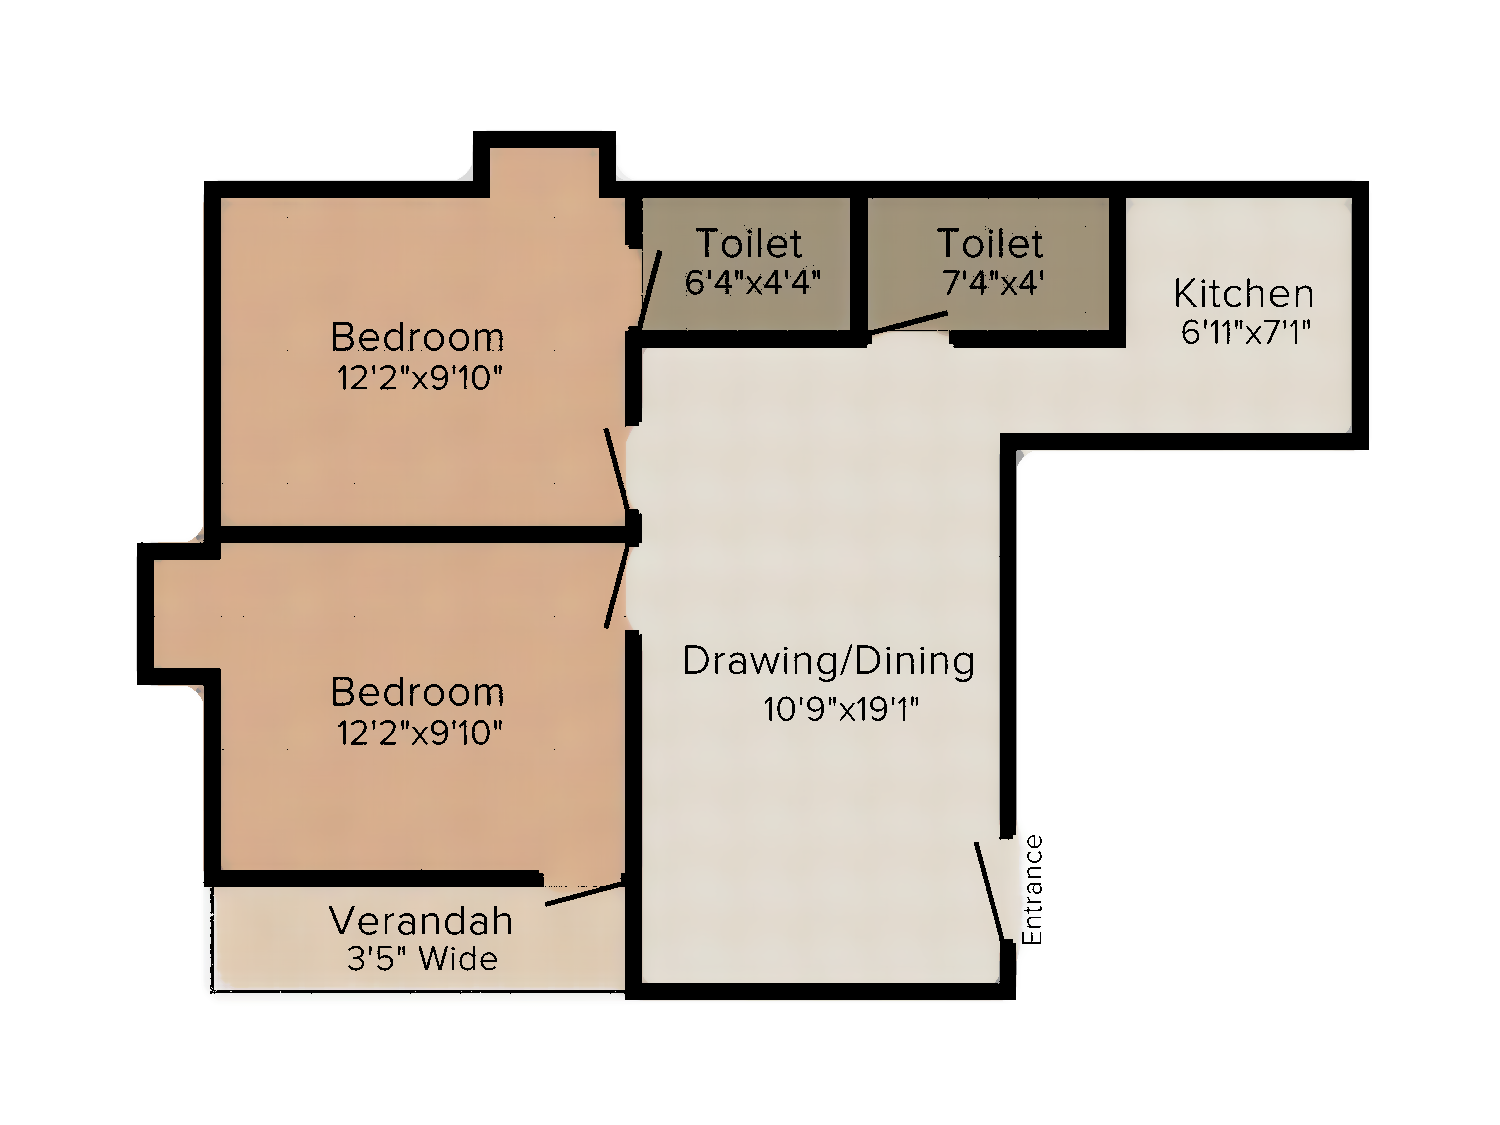 Toilet
6'4"x4'4"
Toilet
7'4"x4'
Kitchen
6'11"x7'1"
Bedroom
12'2"x9'10"
Drawing/Dining
10'9"x19'1"
Bedroom
12'2"x9'10"
Entrance
Verandah
3'5" Wide